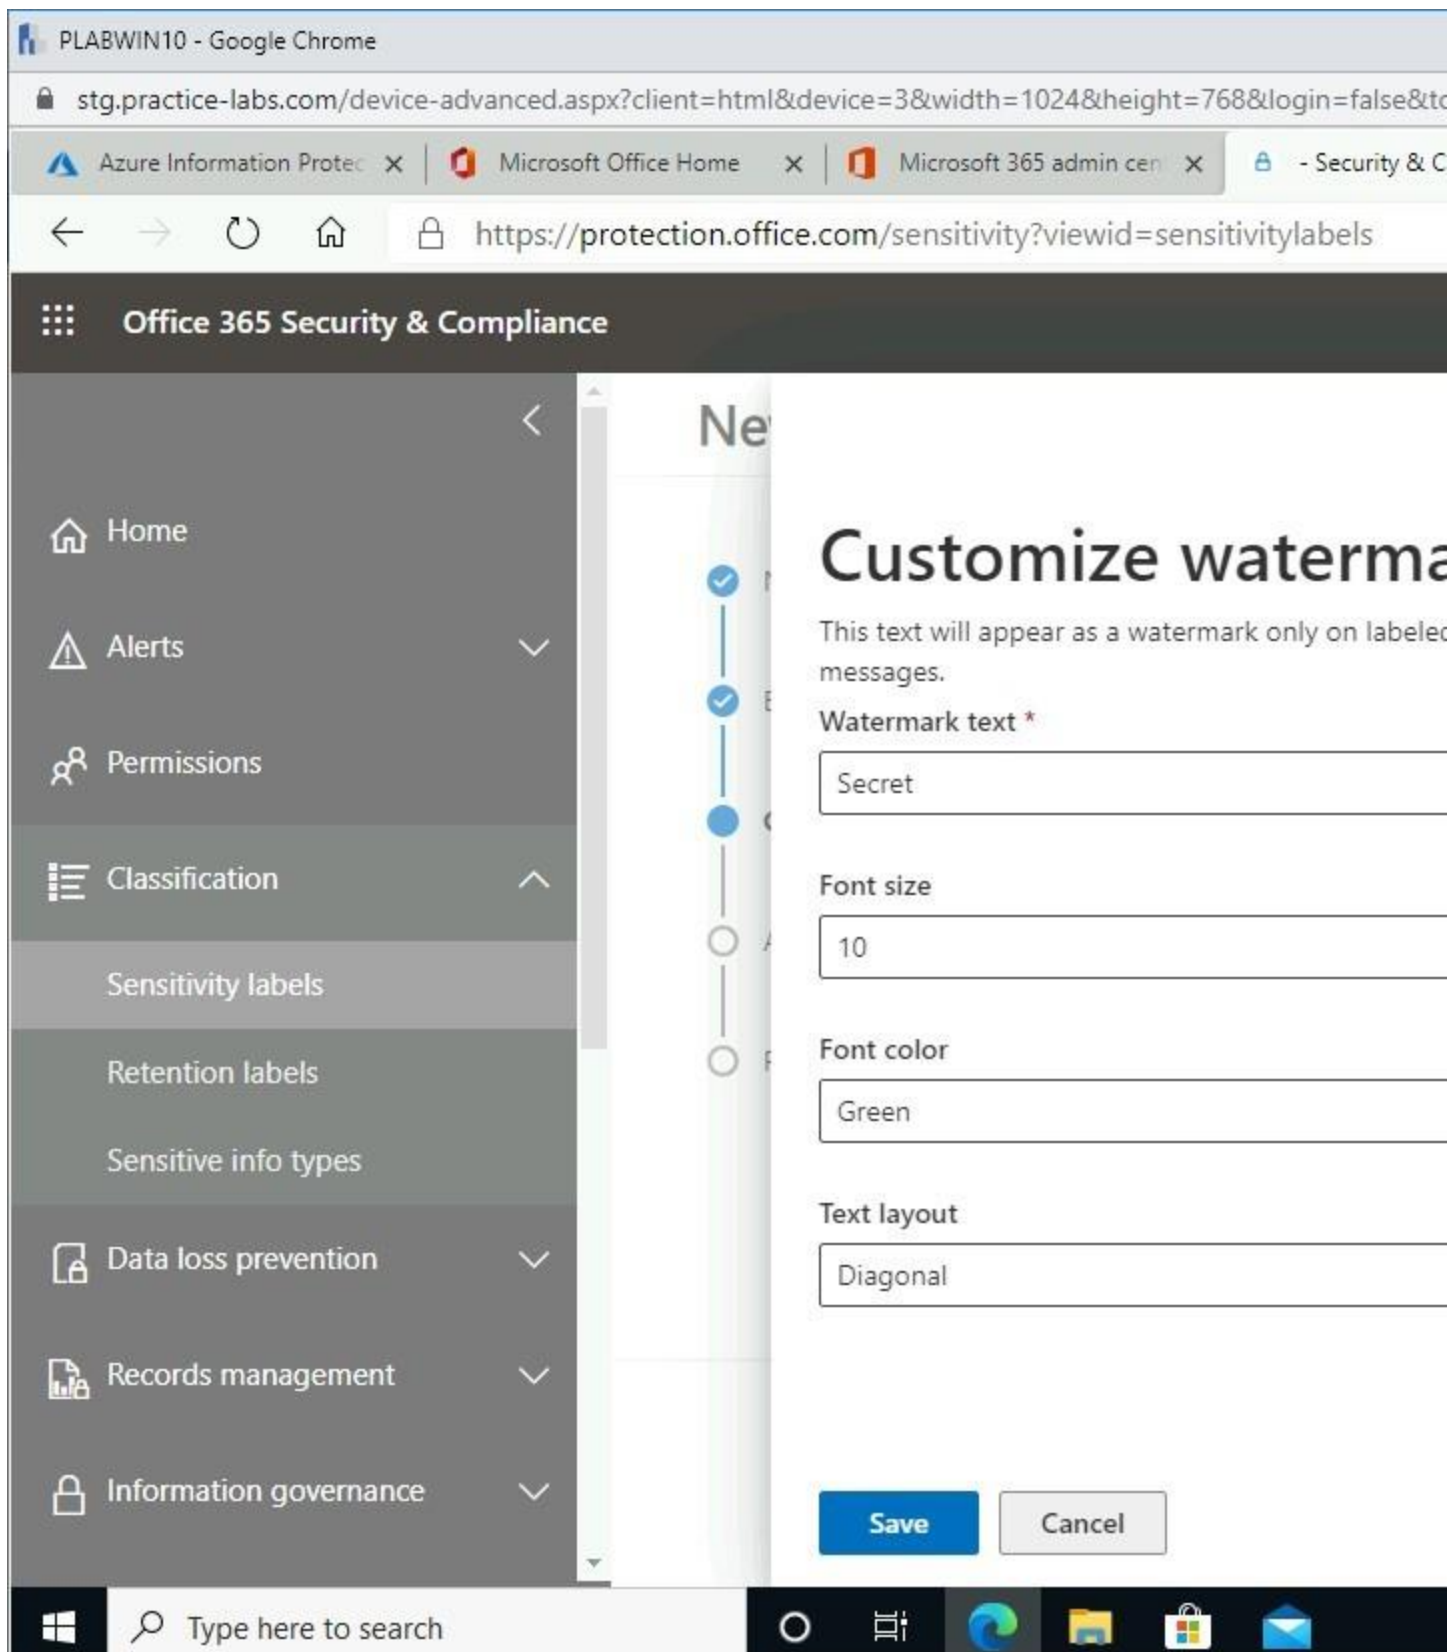 PLABWIN10 - Google Chrome
stg.practice-labs.com/device-advanced.aspx?client=html&device=3&width=1024&height=768&login=false&to
Azure Information Protec
Microsoft Office Home
Microsoft 365 admin cen
- Security & C
https://protection.office.com/sensitivity?viewid=sensitivitylabels
Office 365 Security & Compliance
Home
Alerts
Permissions
Classification
Sensitivity labels
Retention labels
Sensitive info types
Data loss prevention
Records management
Information governance
Ne
Customize waterma
This text will appear as a watermark only on labeled
messages.
Watermark text *
Secret
Font size
10
Font color
Green
Text layout
Diagonal
Save
Cancel
Type here to search